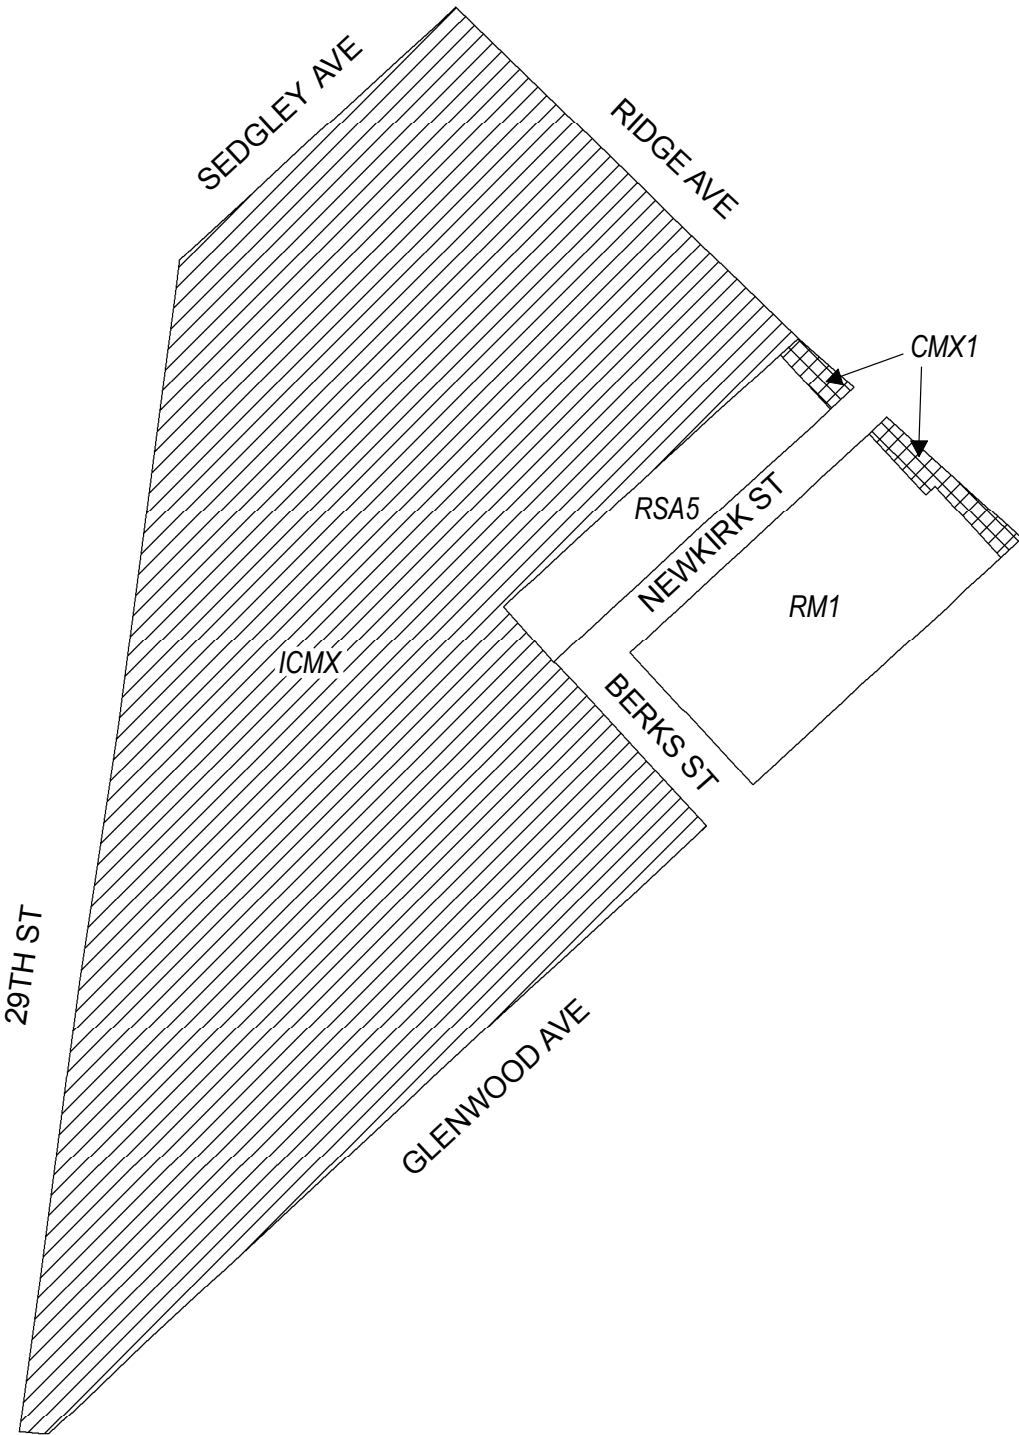 SEDGLEY AVE
RIDGE AVE
CMX1
RSA5
NEWKIRK ST
RM1
ICMX
BERKS ST
29TH ST
GLENWOOD AVE